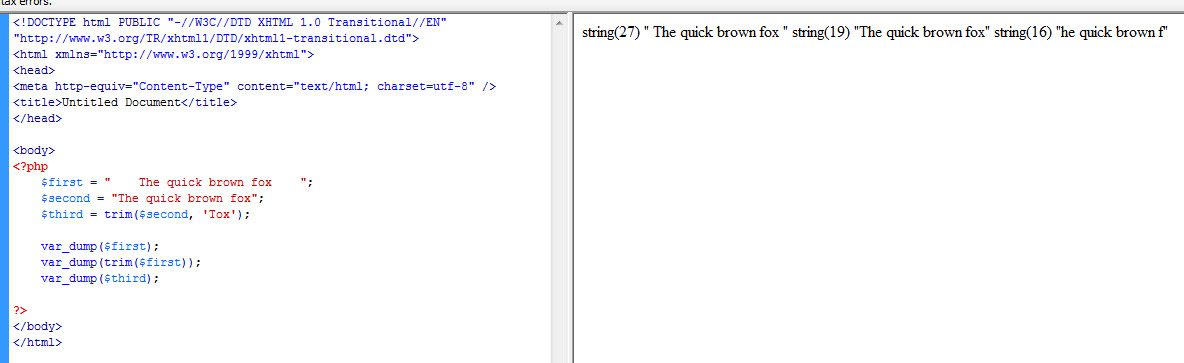 tax errors.
<!DOCTYPE html PUBLIC "-//W3C//DTD XHTML 1.0 Transitional//EN"
"http://www.w3.org/TR/xhtml1/DTD/xhtml1-transitional.dtd">
<html xmlns="http://www.w3.org/1999/xhtml">
<head>
<meta http-equiv="Content-Type" content="text/html; charset=utf-8" />
<title>Untitled Document</title>
</head>

<body>
<?php
    $first = "    The quick brown fox    ";
    $second = "The quick brown fox";
    $third = trim($second, 'Tox');

    var_dump($first);
    var_dump(trim($first));
    var_dump($third);

?>
</body>
</html>
string(27) " The quick brown fox " string(19) "The quick brown fox" string(16) "he quick brown f"